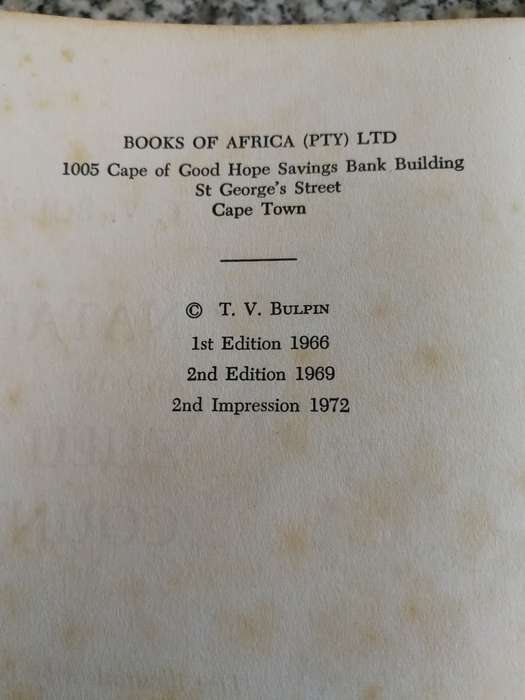 BOOKS OF AFRICA (PTY) LTD
1005 Cape of Good Hope Savings Bank Building
St George's Street
Cape Town
© T. V. BULPIN
1st Edition 1966
2nd Edition 1969
2nd Impression 1972